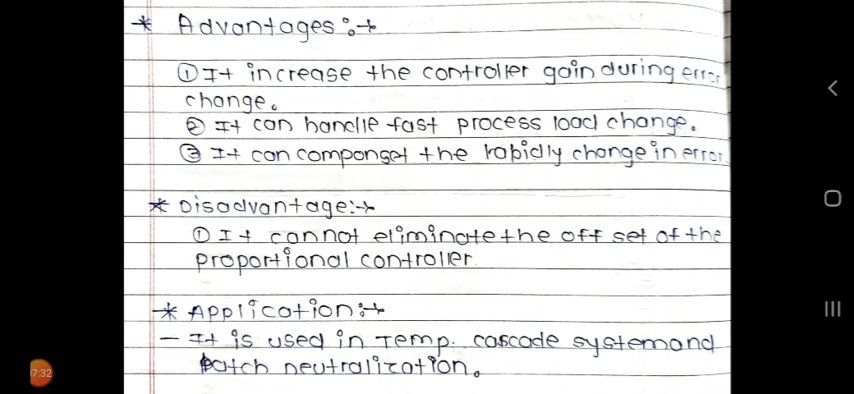 * Advantages :→
① It increase the controller gain during error
change.
② It can handle fast process load change.
③ It can componset the rabidly change in error.
* Disadvantage:→
① It cannot eliminate the off set of the
proportional controller.
* Application:→
– It is used in Temp. cascade system and
batch neutralization.
7:32